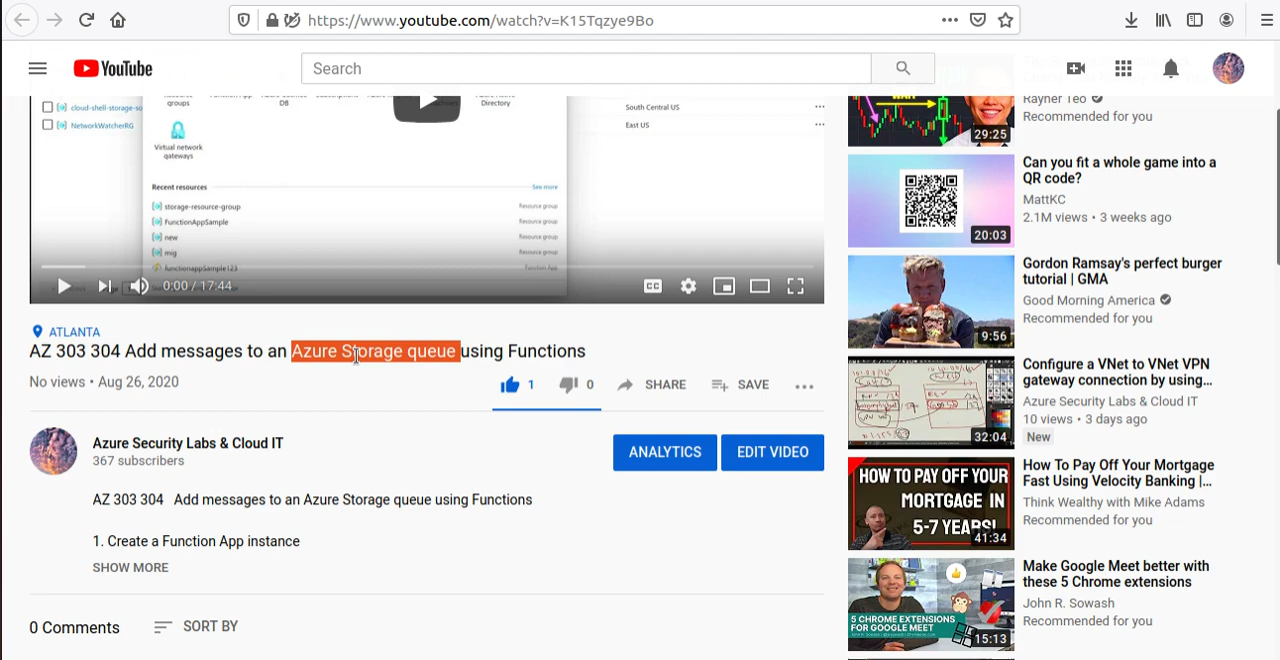 https://www.youtube.com/watch?v=K15Tqzye9Bo
YouTube
Search
groups
DB
Directory
cloud-shell-storage-so
NetworkWatcherRG
South Central US
East US
Virtual network
gateways
Recent resources
See more
storage-resource-group
Resource group
FunctionAppSample
Resource group
new
Resource group
mig
Resource group
functionappSample123
Function App
0:00 / 17:44
ATLANTA
AZ 303 304 Add messages to an Azure Storage queue using Functions
No views • Aug 26, 2020
1
0
SHARE
SAVE
Azure Security Labs & Cloud IT
367 subscribers
ANALYTICS
EDIT VIDEO
AZ 303 304 Add messages to an Azure Storage queue using Functions
1. Create a Function App instance
SHOW MORE
0 Comments
SORT BY
29:25
Rayner Teo
Recommended for you
20:03
Can you fit a whole game into a
QR code?
MattKC
2.1M views • 3 weeks ago
9:56
Gordon Ramsay's perfect burger
tutorial | GMA
Good Morning America
Recommended for you
32:04
Configure a VNet to VNet VPN
gateway connection by using...
Azure Security Labs & Cloud IT
10 views • 3 days ago
New
HOW TO PAY OFF YOUR
MORTGAGE IN
5-7 YEARS!
41:34
How To Pay Off Your Mortgage
Fast Using Velocity Banking |...
Think Wealthy with Mike Adams
Recommended for you
5 CHROME EXTENSIONS
FOR GOOGLE MEET
15:13
Make Google Meet better with
these 5 Chrome extensions
John R. Sowash
Recommended for you